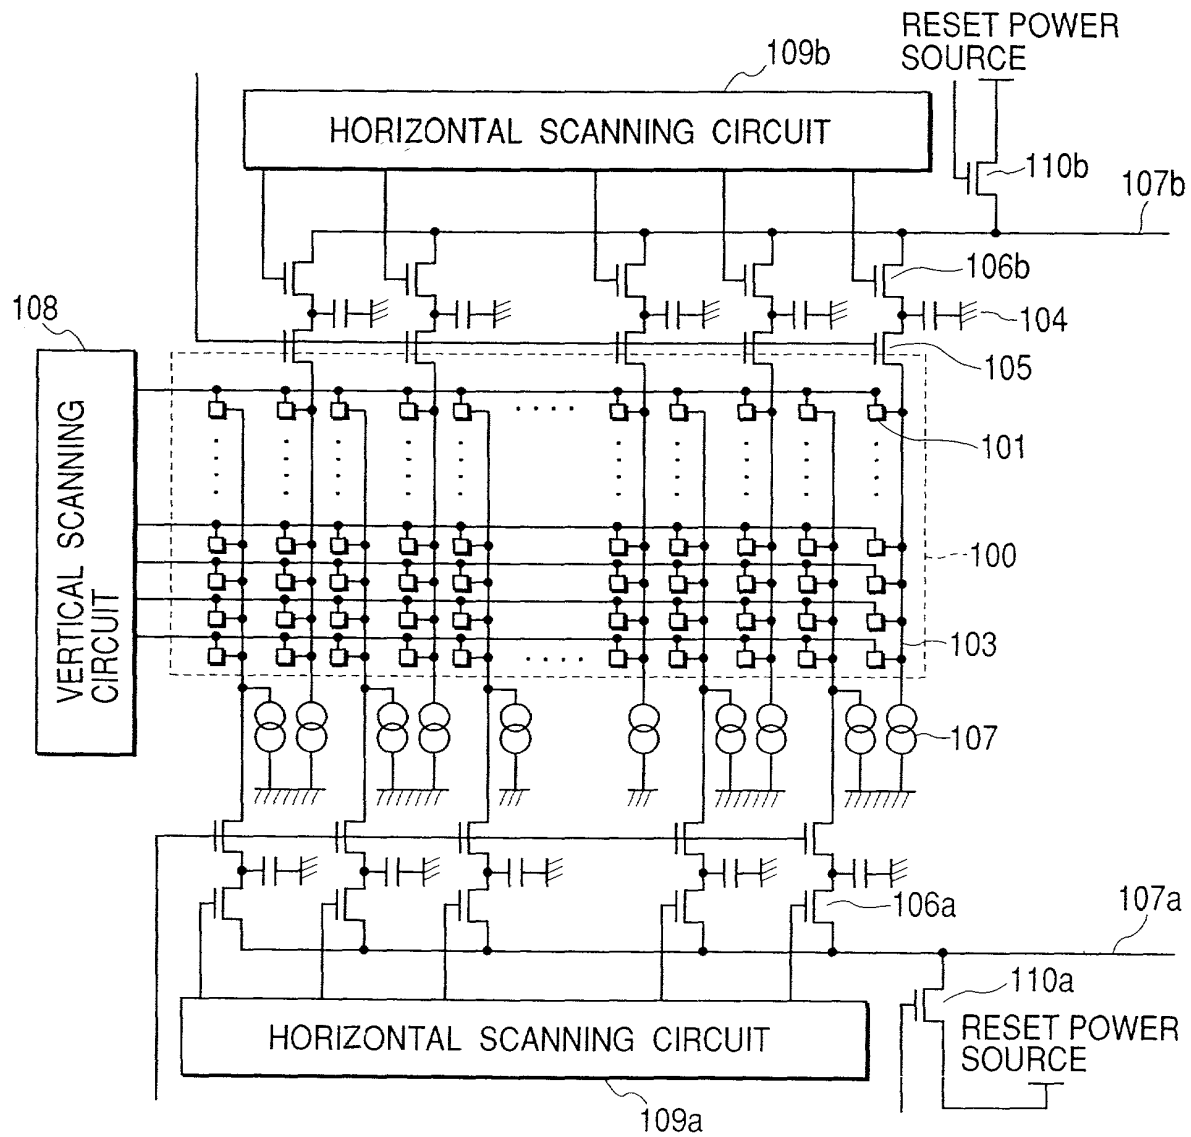 RESET POWER
SOURCE
109b
HORIZONTAL SCANNING CIRCUIT
110b
107b
106b
108
104
105
VERTICAL SCANNING
CIRCUIT
101
100
103
107
106a
107a
110a
HORIZONTAL SCANNING CIRCUIT
RESET POWER
SOURCE
109a